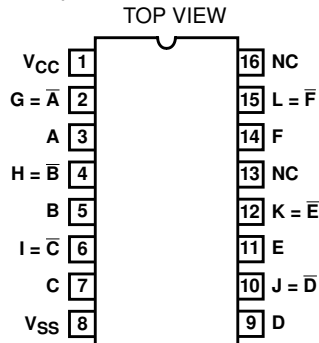 TOP VIEW
VCC 1 16 NC
G = A̅ 2 15 L = F̅
A 3 14 F
H = B̅ 4 13 NC
B 5 12 K = E̅
I = C̅ 6 11 E
C 7 10 J = D̅
VSS 8 9 D